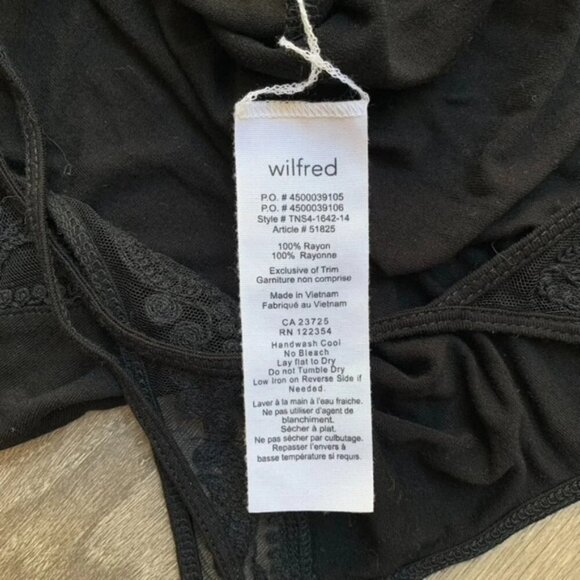 wilfred
P.O. # 4500039105
P.O. # 4500039106
Style # TNS4-1642-14
Article # 51825
100% Rayon
100% Rayonne
Exclusive of Trim
Garniture non comprise
Made in Vietnam
Fabriqué au Vietnam
CA 23725
RN 122354
Handwash Cool
No Bleach
Lay flat to Dry
Do not Tumble Dry
Low Iron on Reverse Side if
Needed.
Laver à la main à l'eau fraiche.
Ne pas utiliser d'agent de
blanchiment.
Sécher à plat.
Ne pas sécher par culbutage.
Repasser l'envers à
basse température si requis.